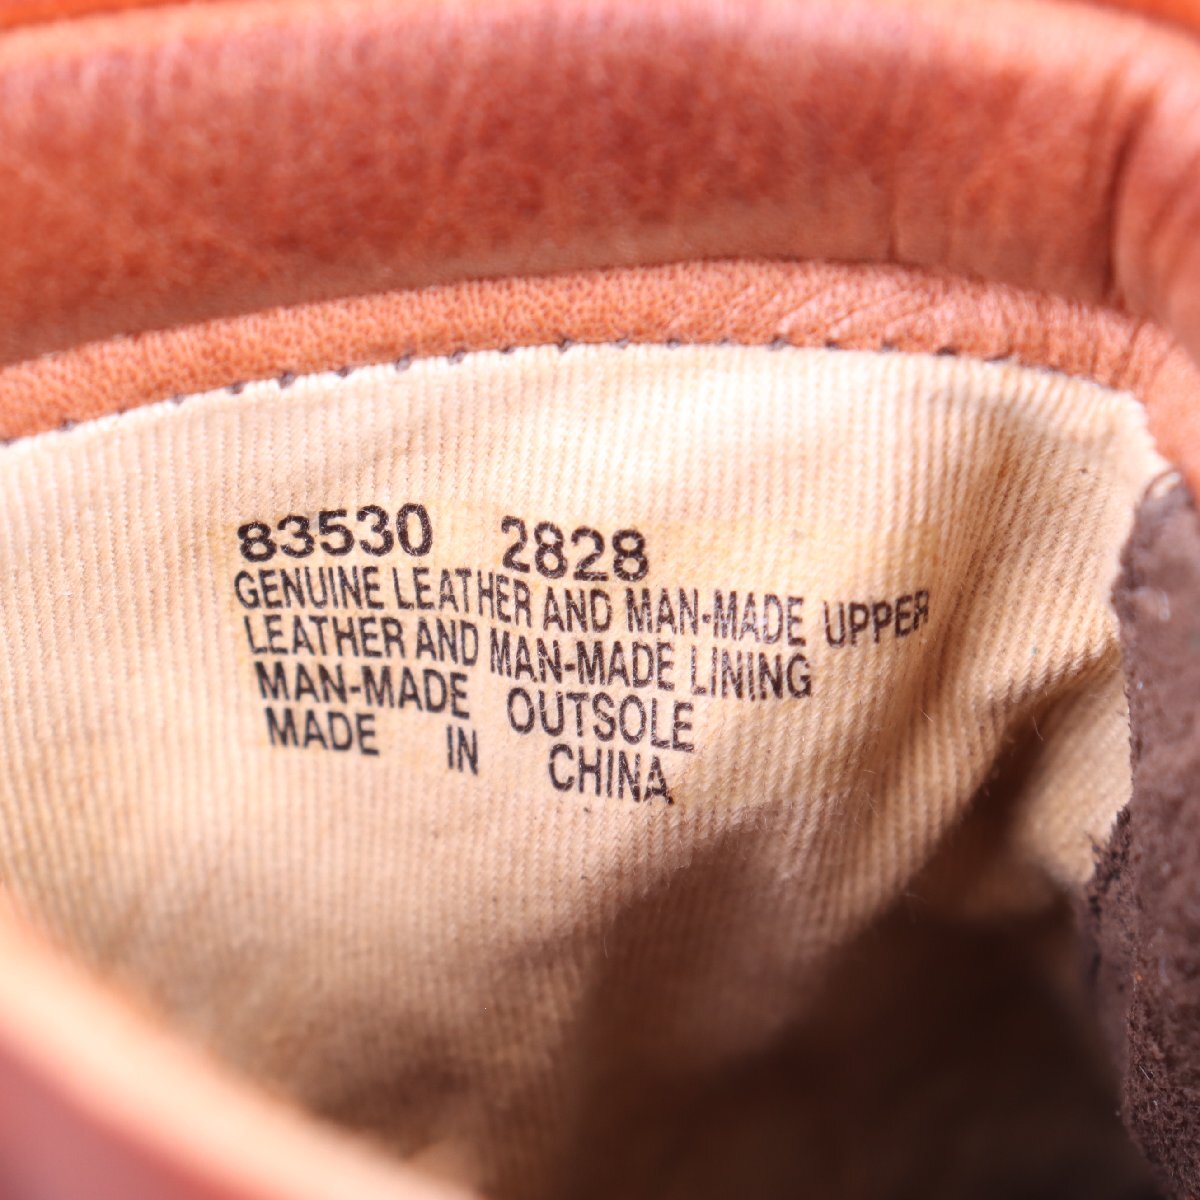 83530 2828
GENUINE LEATHER AND MAN-MADE UPPER
LEATHER AND MAN-MADE LINING
MAN-MADE OUTSOLE
MADE IN CHINA